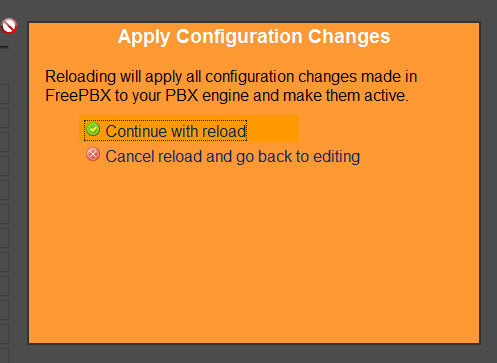 Apply Configuration Changes
Reloading will apply all configuration changes made in
FreePBX to your PBX engine and make them active.
Continue with reload
Cancel reload and go back to editing